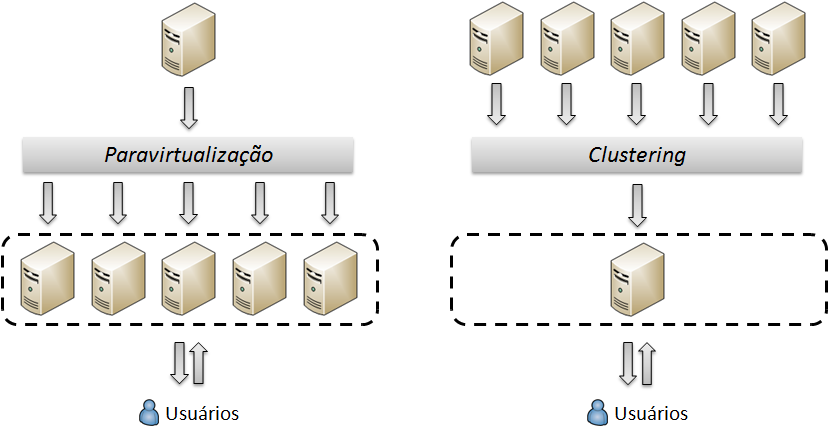 Paravirtualização
Clustering
Usuários
Usuários